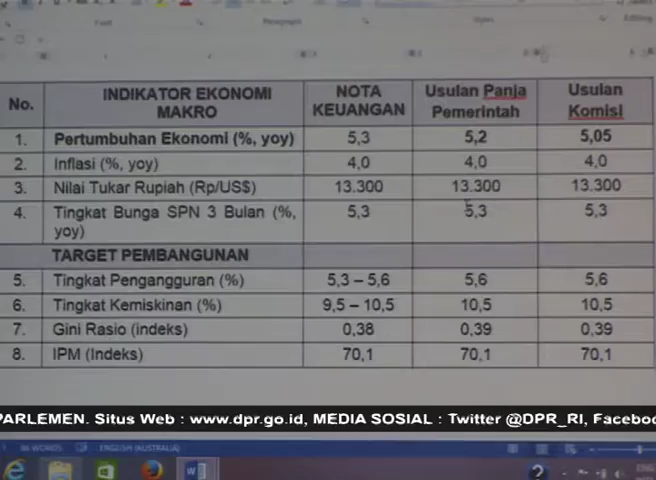 No. INDIKATOR EKONOMI MAKRO NOTA KEUANGAN Usulan Panja Pemerintah Usulan Komisi
1. Pertumbuhan Ekonomi (%, yoy) 5,3 5,2 5,05
2. Inflasi (%, yoy) 4,0 4,0 4,0
3. Nilai Tukar Rupiah (Rp/US$) 13.300 13.300 13.300
4. Tingkat Bunga SPN 3 Bulan (%, yoy) 5,3 5,3 5,3
TARGET PEMBANGUNAN
5. Tingkat Pengangguran (%) 5,3 – 5,6 5,6 5,6
6. Tingkat Kemiskinan (%) 9,5 – 10,5 10,5 10,5
7. Gini Rasio (indeks) 0,38 0,39 0,39
8. IPM (Indeks) 70,1 70,1 70,1
PARLEMEN. Situs Web : www.dpr.go.id, MEDIA SOSIAL : Twitter @DPR_RI, Faceboo
WORDS ENGLISH (AUSTRALIA)